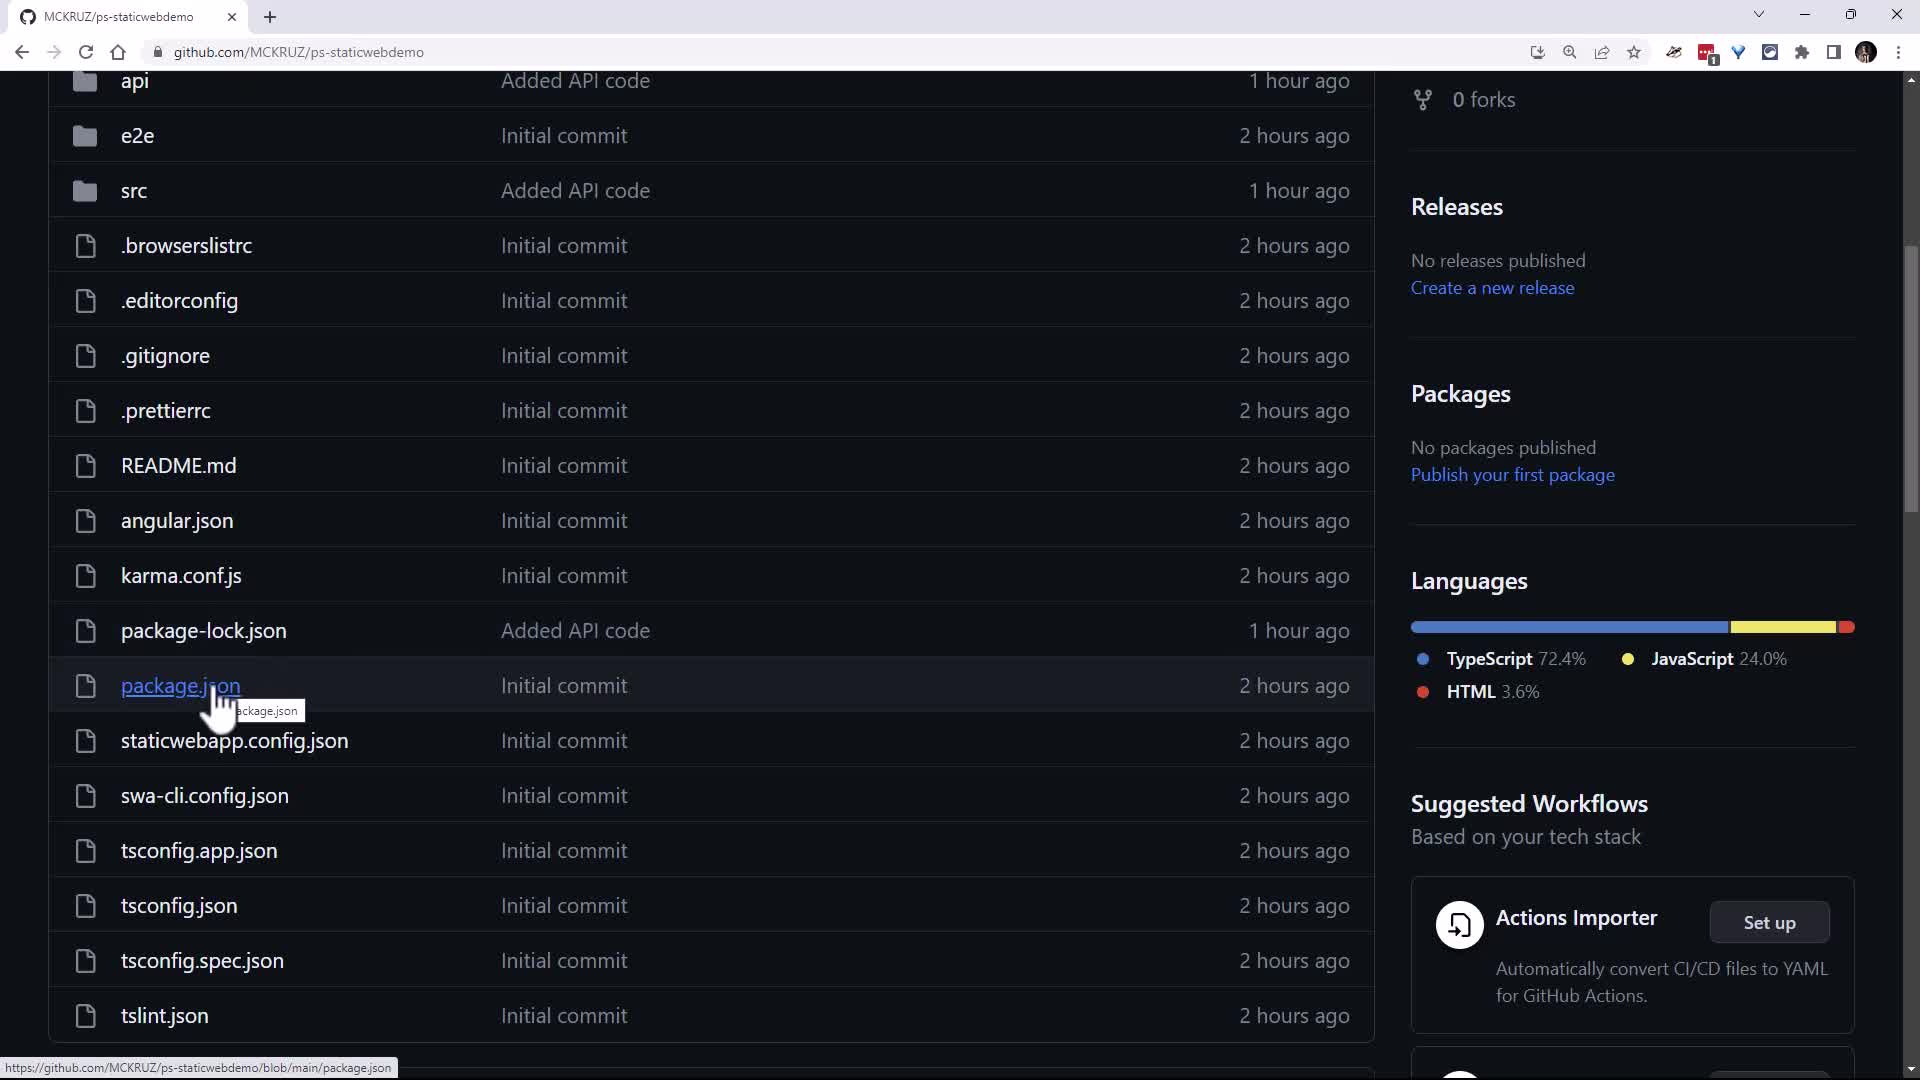 MCKRUZ/ps-staticwebdemo
github.com/MCKRUZ/ps-staticwebdemo
1
api Added API code 1 hour ago
e2e Initial commit 2 hours ago
src Added API code 1 hour ago
.browserslistrc Initial commit 2 hours ago
.editorconfig Initial commit 2 hours ago
.gitignore Initial commit 2 hours ago
.prettierrc Initial commit 2 hours ago
README.md Initial commit 2 hours ago
angular.json Initial commit 2 hours ago
karma.conf.js Initial commit 2 hours ago
package-lock.json Added API code 1 hour ago
package.json Initial commit 2 hours ago
ackage.json
staticwebapp.config.json Initial commit 2 hours ago
swa-cli.config.json Initial commit 2 hours ago
tsconfig.app.json Initial commit 2 hours ago
tsconfig.json Initial commit 2 hours ago
tsconfig.spec.json Initial commit 2 hours ago
tslint.json Initial commit 2 hours ago
0 forks
Releases
No releases published
Create a new release
Packages
No packages published
Publish your first package
Languages
TypeScript 72.4% JavaScript 24.0%
HTML 3.6%
Suggested Workflows
Based on your tech stack
Actions Importer Set up
Automatically convert CI/CD files to YAML
for GitHub Actions.
https://github.com/MCKRUZ/ps-staticwebdemo/blob/main/package.json